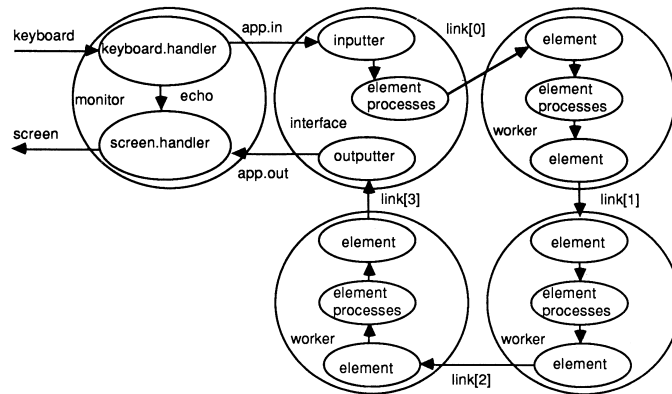 keyboard
app.in
link[0]
keyboard.handler
inputter
element
monitor
echo
element
processes
element
processes
screen
screen.handler
interface
worker
outputter
element
app.out
link[3]
link[1]
element
element
element
processes
element
processes
worker
worker
element
element
link[2]